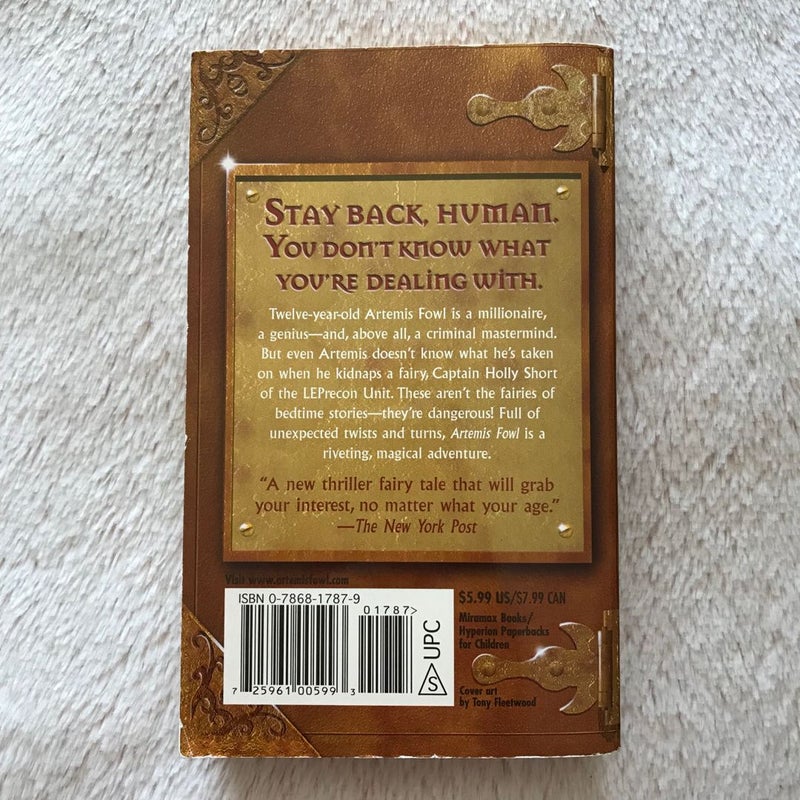 STAY BACK, HUMAN.
YOU DON'T KNOW WHAT
YOU'RE DEALING WITH.
Twelve-year-old Artemis Fowl is a millionaire,
a genius—and, above all, a criminal mastermind.
But even Artemis doesn't know what he's taken
on when he kidnaps a fairy, Captain Holly Short
of the LEPrecon Unit. These aren't the fairies of
bedtime stories—they're dangerous! Full of
unexpected twists and turns, Artemis Fowl is a
riveting, magical adventure.
"A new thriller fairy tale that will grab
your interest, no matter what your age."
—The New York Post
Visit www.artemisfowl.com
ISBN 0-7868-1787-9
01787>
7 25961 00599 3
S UPC
$5.99 US/$7.99 CAN
Miramax Books/
Hyperion Paperbacks
for Children
Cover art
by Tony Fleetwood